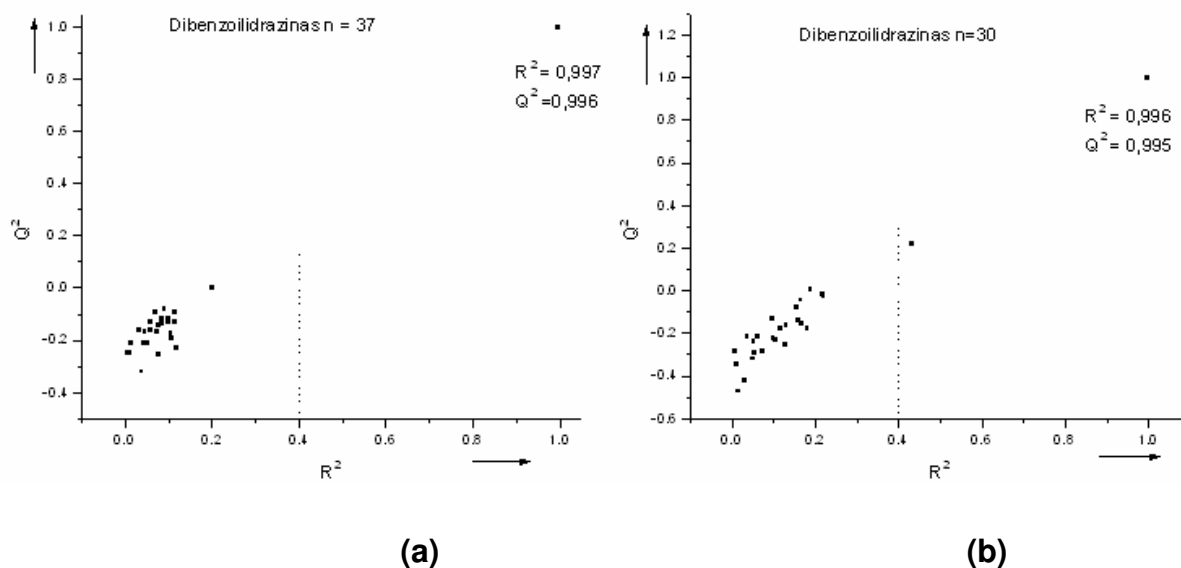 Dibenzoilidrazinas n = 37
R² = 0,997
Q² =0,996
1.0
0.8
0.6
0.4
0.2
0.0
-0.2
-0.4
Q²
0.0 0.2 0.4 0.6 0.8 1.0
R²
(a)
Dibenzoilidrazinas n=30
R² = 0,996
Q² = 0,995
1.2
1.0
0.8
0.6
0.4
0.2
0.0
-0.2
-0.4
-0.6
Q²
0.0 0.2 0.4 0.6 0.8 1.0
R²
(b)